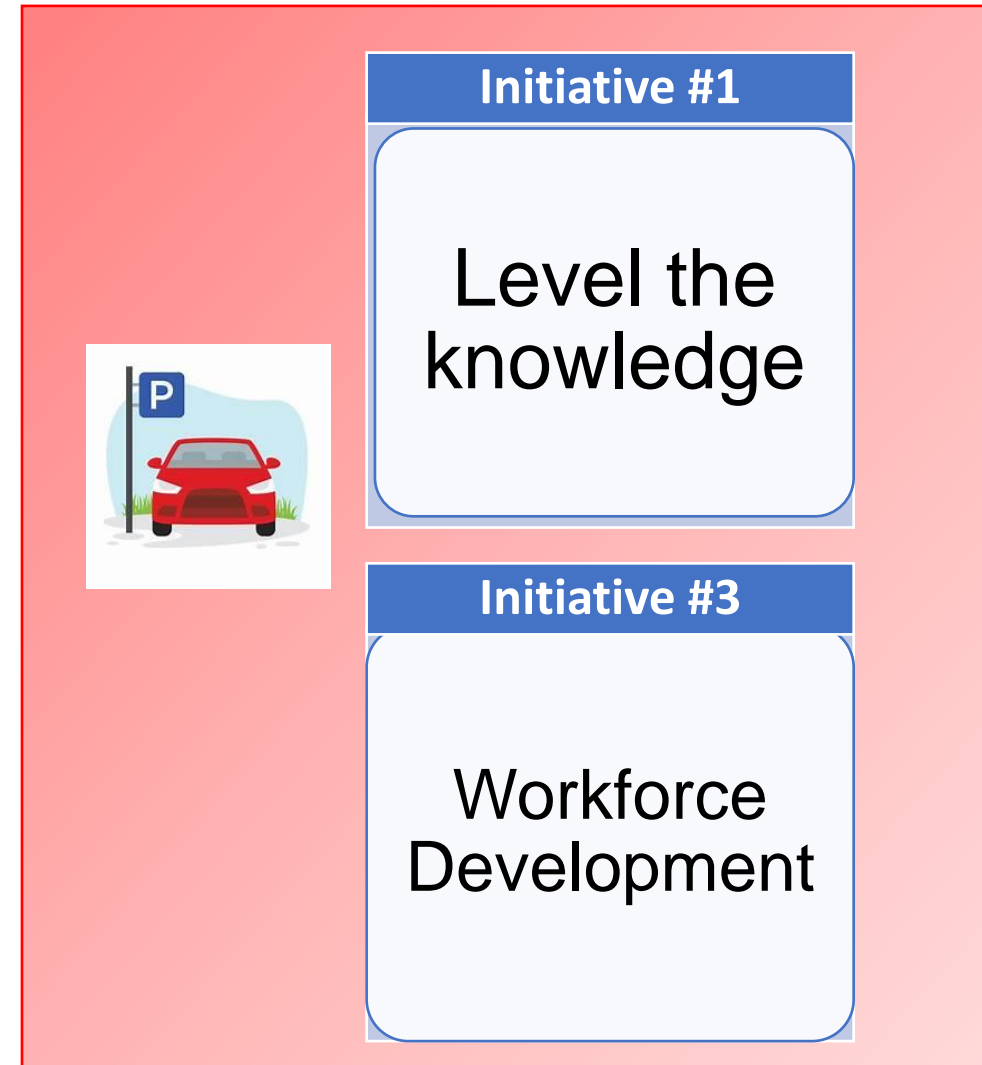 Initiative #1
Level the
knowledge
P
Initiative #3
Workforce
Development